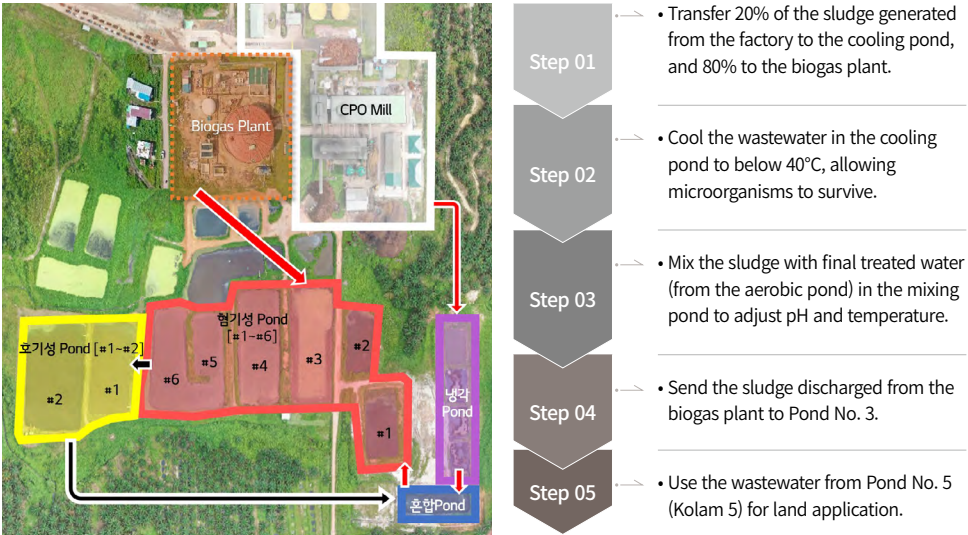 Biogas Plant
CPO Mill
호기성 Pond [#1~#2]
#2
#1
혐기성 Pond
[#1~#6]
#6
#5
#4
#3
#2
#1
냉각
Pond
혼합Pond
Step 01
• Transfer 20% of the sludge generated
from the factory to the cooling pond,
and 80% to the biogas plant.
Step 02
• Cool the wastewater in the cooling
pond to below 40°C, allowing
microorganisms to survive.
Step 03
• Mix the sludge with final treated water
(from the aerobic pond) in the mixing
pond to adjust pH and temperature.
Step 04
• Send the sludge discharged from the
biogas plant to Pond No. 3.
Step 05
• Use the wastewater from Pond No. 5
(Kolam 5) for land application.